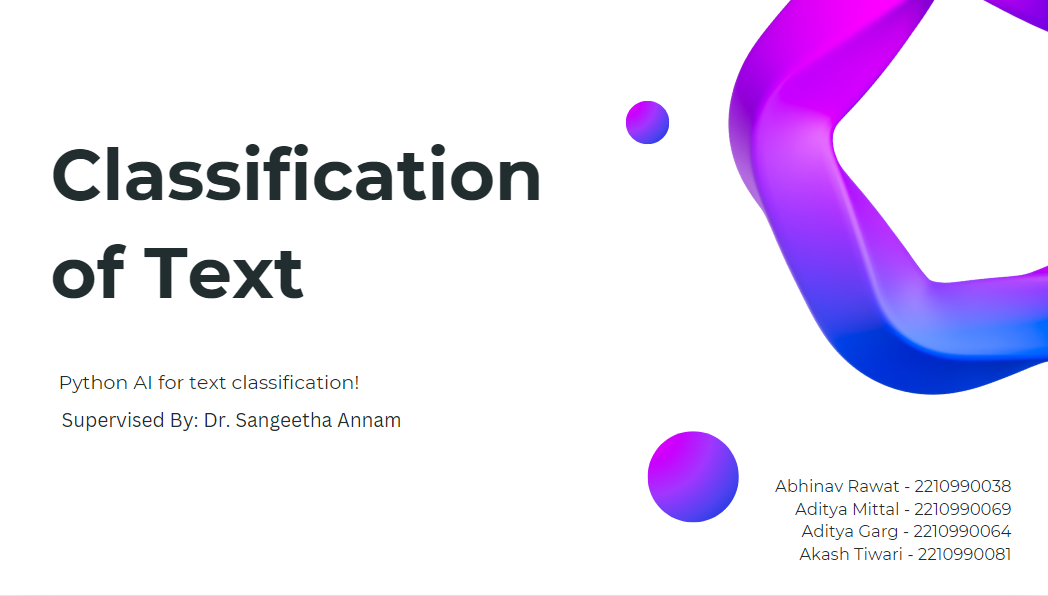 Classification
of Text
Python AI for text classification!
Supervised By: Dr. Sangeetha Annam
Abhinav Rawat - 2210990038
Aditya Mittal - 2210990069
Aditya Garg - 2210990064
Akash Tiwari - 2210990081